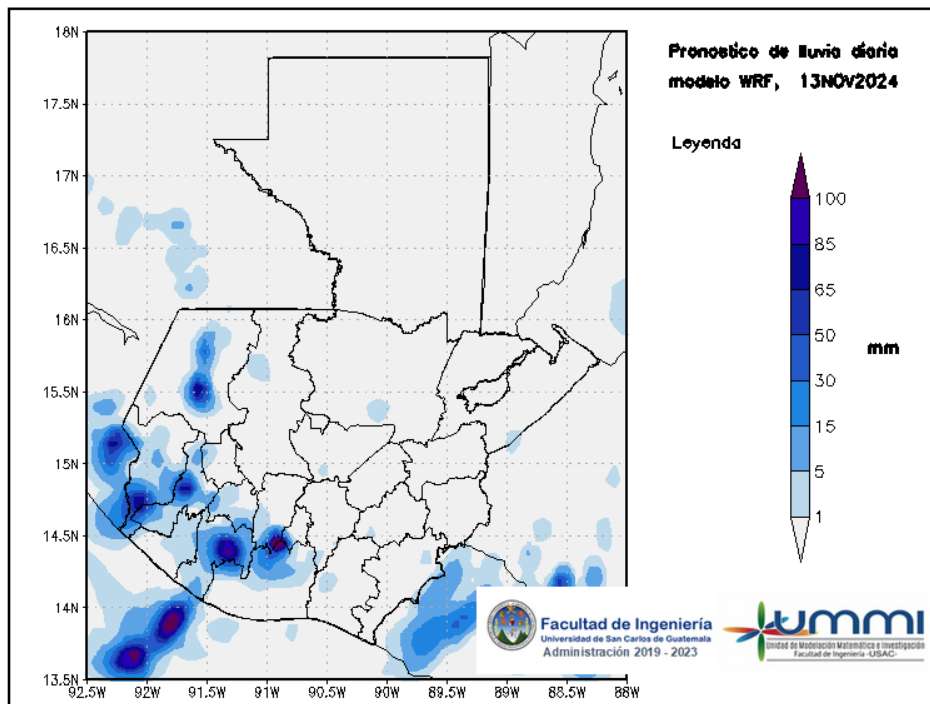 18N
17.5N
17N
16.5N
16N
15.5N
15N
14.5N
14N
13.5N
92.5W 92W 91.5W 91W 90.5W 90W 89.5W 89W 88.5W 88W
Pronostico de lluvia diaria
modelo WRF, 13NOV2024
Leyenda
100
85
65
50
30
15
5
1
mm
Facultad de Ingeniería
Universidad de San Carlos de Guatemala
Administración 2019 - 2023
UMMI
Unidad de Modelación Matemática e Investigación
Facultad de Ingeniería -USAC-